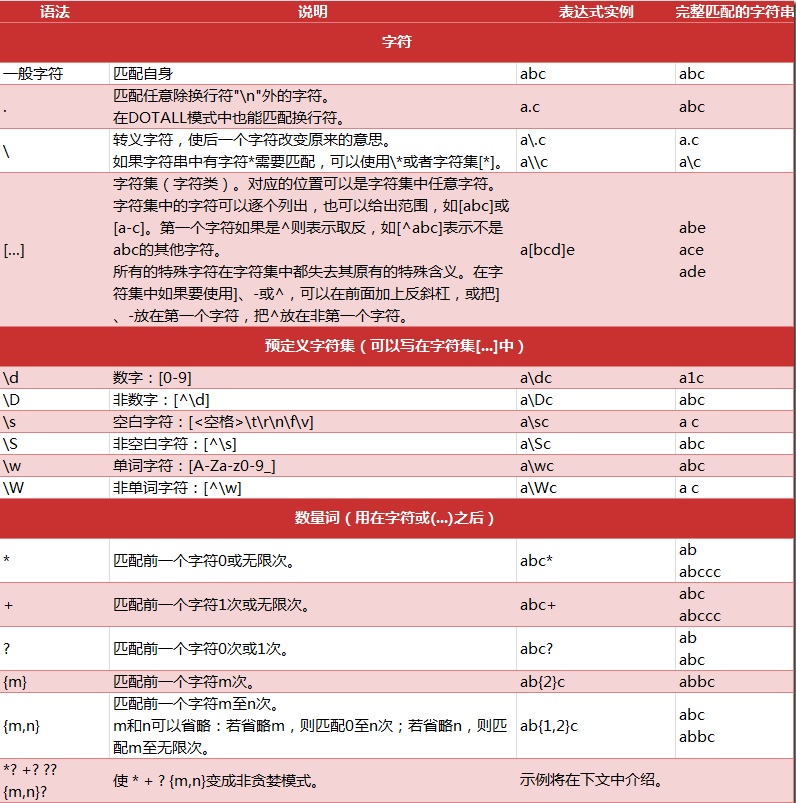 语法 说明 表达式实例 完整匹配的字符串
字符
一般字符 匹配自身 abc abc
. 匹配任意除换行符"\n"外的字符。
在DOTALL模式中也能匹配换行符。 a.c abc
\ 转义字符，使后一个字符改变原来的意思。 a\.c a.c
如果字符串中有字符*需要匹配，可以使用\*或者字符集[*]。 a\\c a\c
[...] 字符集（字符类）。对应的位置可以是字符集中任意字符。
字符集中的字符可以逐个列出，也可以给出范围，如[abc]或
[a-c]。第一个字符如果是^则表示取反，如[^abc]表示不是 abe
abc的其他字符。 a[bcd]e ace
所有的特殊字符在字符集中都失去其原有的特殊含义。在字 ade
符集中如果要使用]、-或^，可以在前面加上反斜杠，或把]
、-放在第一个字符，把^放在非第一个字符。
预定义字符集（可以写在字符集[...]中）
\d 数字：[0-9] a\dc a1c
\D 非数字：[^\d] a\Dc abc
\s 空白字符：[<空格>\t\r\n\f\v] a\sc a c
\S 非空白字符：[^\s] a\Sc abc
\w 单词字符：[A-Za-z0-9_] a\wc abc
\W 非单词字符：[^\w] a\Wc a c
数量词（用在字符或(...)之后）
* 匹配前一个字符0或无限次。 abc* ab
abccc
+ 匹配前一个字符1次或无限次。 abc+ abc
abccc
? 匹配前一个字符0次或1次。 abc? ab
abc
{m} 匹配前一个字符m次。 ab{2}c abbc
{m,n} 匹配前一个字符m至n次。
m和n可以省略：若省略m，则匹配0至n次；若省略n，则匹 ab{1,2}c abc
配m至无限次。 abbc
*? +? ??
{m,n}? 使 * + ? {m,n}变成非贪婪模式。 示例将在下文中介绍。